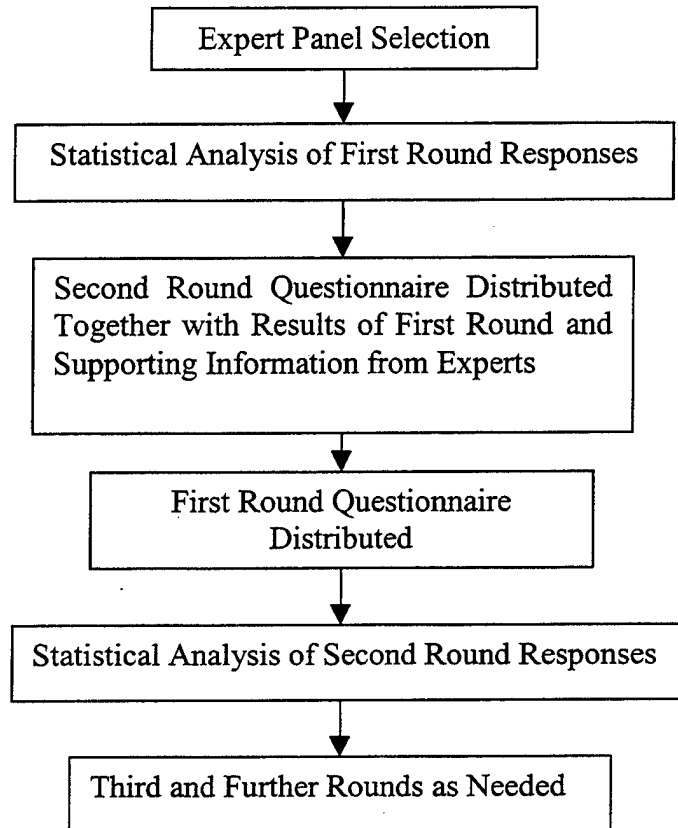 Expert Panel Selection
Statistical Analysis of First Round Responses
Second Round Questionnaire Distributed
Together with Results of First Round and
Supporting Information from Experts
First Round Questionnaire
Distributed
Statistical Analysis of Second Round Responses
Third and Further Rounds as Needed